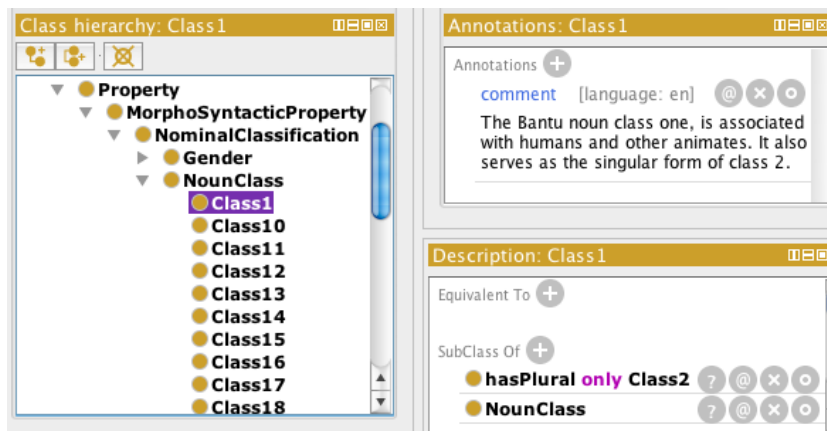 Class hierarchy: Class1
Property
MorphoSyntacticProperty
NominalClassification
Gender
NounClass
Class1
Class10
Class11
Class12
Class13
Class14
Class15
Class16
Class17
Class18
Annotations: Class1
Annotations
comment [language: en]
The Bantu noun class one, is associated
with humans and other animates. It also
serves as the singular form of class 2.
Description: Class1
Equivalent To
SubClass Of
hasPlural only Class2
NounClass